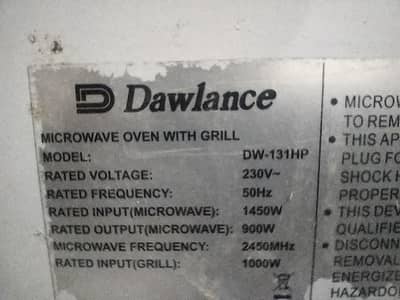 Dawlance
MICROWAVE OVEN WITH GRILL
MODEL: DW-131HP
RATED VOLTAGE: 230V~
RATED FREQUENCY: 50Hz
RATED INPUT(MICROWAVE): 1450W
RATED OUTPUT(MICROWAVE): 900W
MICROWAVE FREQUENCY: 2450MHz
RATED INPUT(GRILL): 1000W
• MICROW
TO REM
• THIS AP
PLUG FO
SHOCK H
PROPER
• THIS DEV
QUALIFIE
• DISCONN
REMOVAL
ENERGIZE
HAZARDO